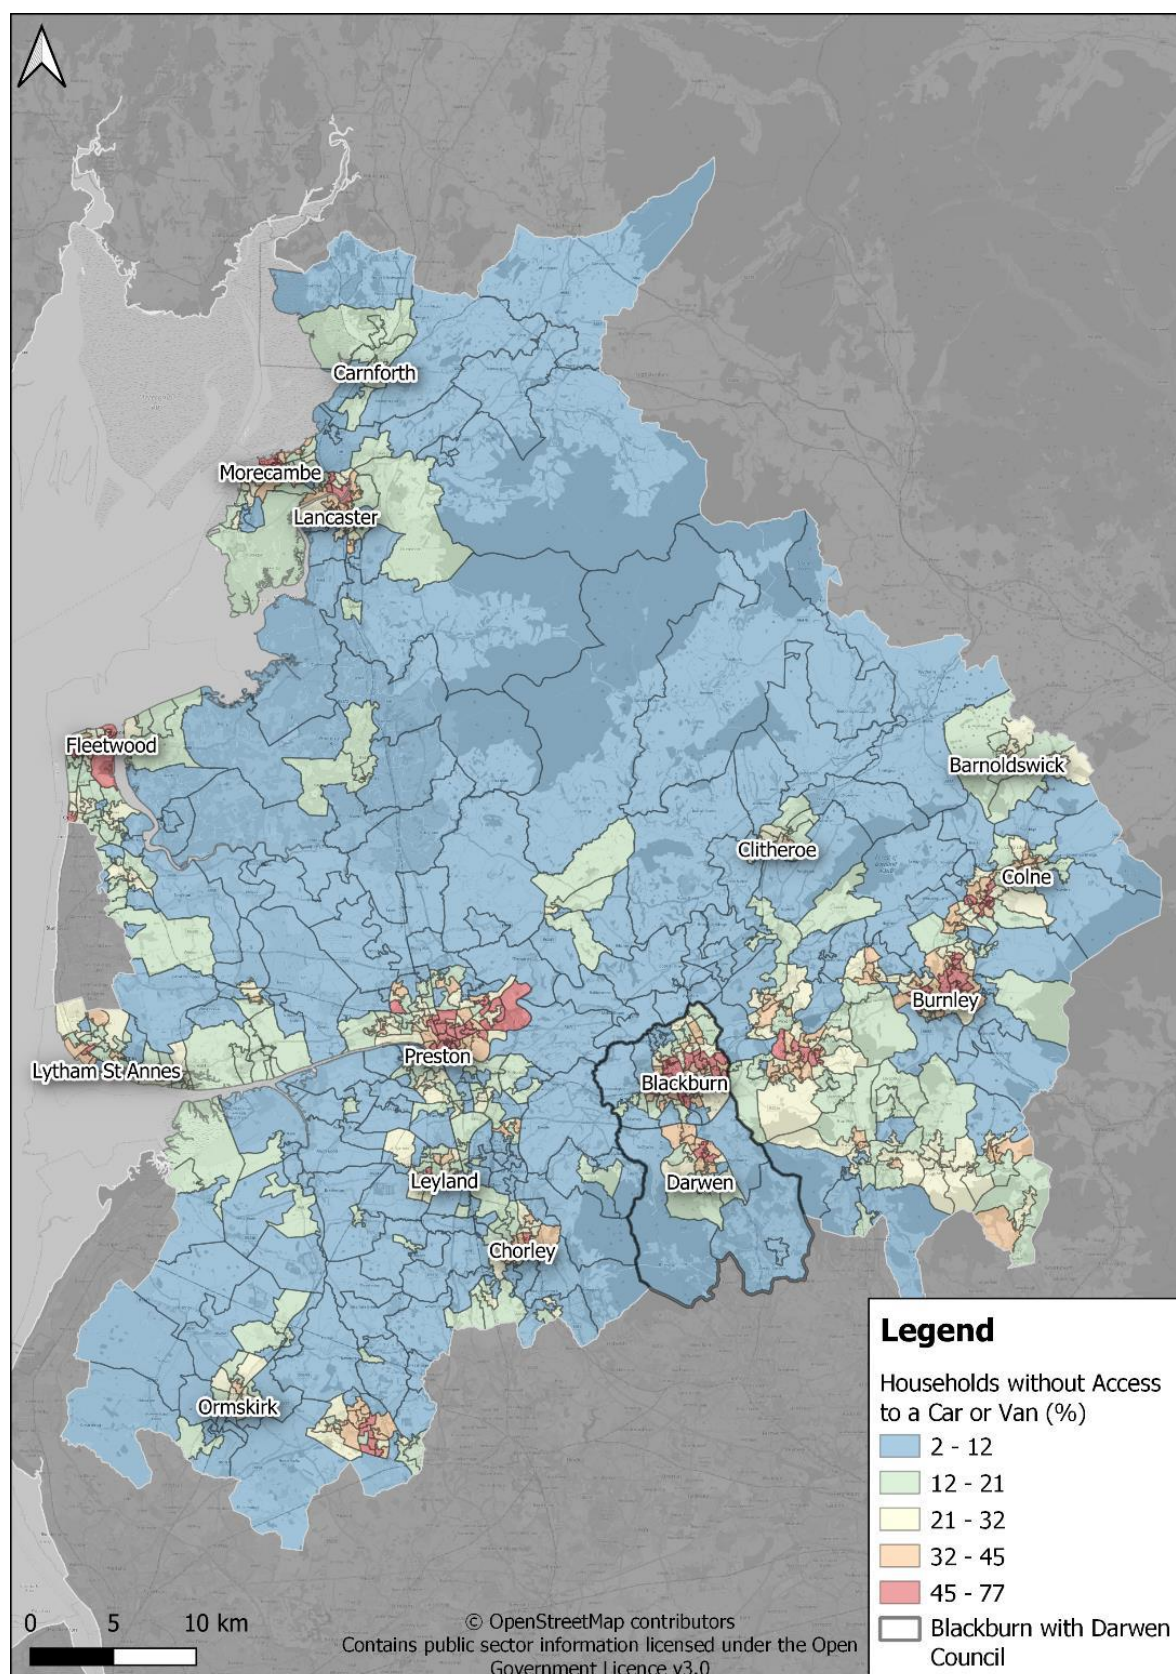 Carnforth
Morecambe
Lancaster
Fleetwood
Barnoldswick
Clitheroe
Colne
Burnley
Preston
Lytham St Annes
Blackburn
Leyland
Darwen
Chorley
Ormskirk
Legend
Households without Access
to a Car or Van (%)
2 - 12
12 - 21
21 - 32
32 - 45
45 - 77
Blackburn with Darwen
Council
0 5 10 km
© OpenStreetMap contributors
Contains public sector information licensed under the Open
Government Licence v3.0